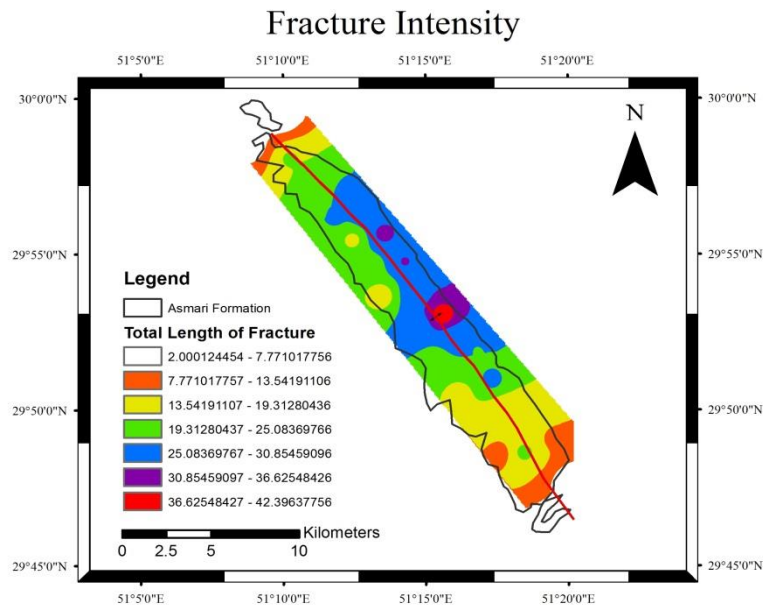 Fracture Intensity
51°5'0"E 51°10'0"E 51°15'0"E 51°20'0"E
30°0'0"N 30°0'0"N
N
29°55'0"N 29°55'0"N
Legend
Asmari Formation
Total Length of Fracture
2.000124454 - 7.771017756
7.771017757 - 13.54191106
13.54191107 - 19.31280436
19.31280437 - 25.08369766
25.08369767 - 30.85459096
30.85459097 - 36.62548426
36.62548427 - 42.39637756
29°50'0"N 29°50'0"N
Kilometers
0 2.5 5 10
29°45'0"N 29°45'0"N
51°5'0"E 51°10'0"E 51°15'0"E 51°20'0"E